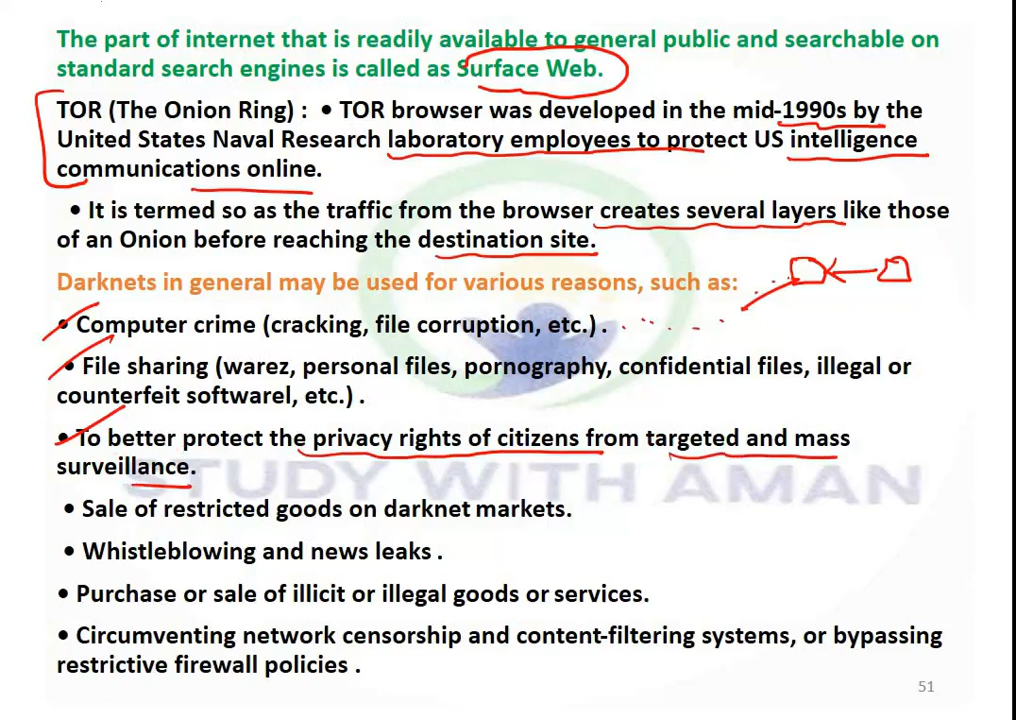 The part of internet that is readily available to general public and searchable on
standard search engines is called as Surface Web.
TOR (The Onion Ring) : • TOR browser was developed in the mid-1990s by the
United States Naval Research laboratory employees to protect US intelligence
communications online.
• It is termed so as the traffic from the browser creates several layers like those
of an Onion before reaching the destination site.
Darknets in general may be used for various reasons, such as:
• Computer crime (cracking, file corruption, etc.) .
• File sharing (warez, personal files, pornography, confidential files, illegal or
counterfeit softwarel, etc.) .
• To better protect the privacy rights of citizens from targeted and mass
surveillance.
STUDY WITH AMAN
• Sale of restricted goods on darknet markets.
• Whistleblowing and news leaks .
• Purchase or sale of illicit or illegal goods or services.
• Circumventing network censorship and content-filtering systems, or bypassing
restrictive firewall policies .
51